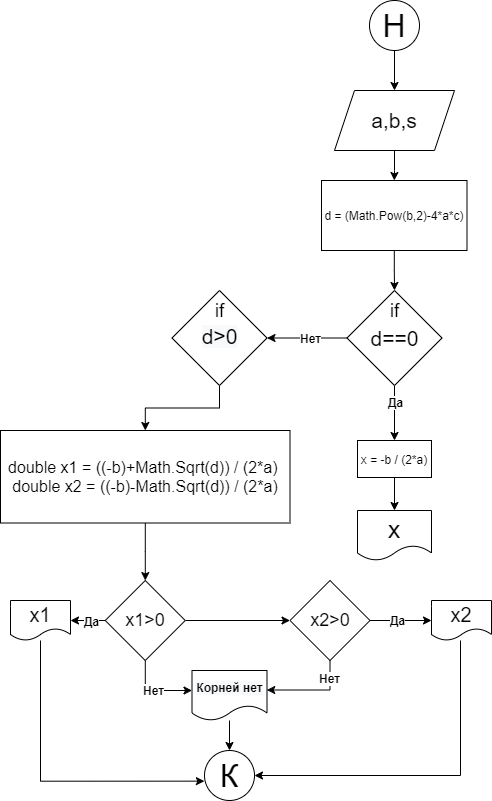 Н
a,b,s
d = (Math.Pow(b,2)-4*a*c)
if
d>0
Нет
if
d==0
Да
x = -b / (2*a)
x
double x1 = ((-b)+Math.Sqrt(d)) / (2*a)
double x2 = ((-b)-Math.Sqrt(d)) / (2*a)
x1
Да
x1>0
x2>0
Да
x2
Нет
Корней нет
Нет
К